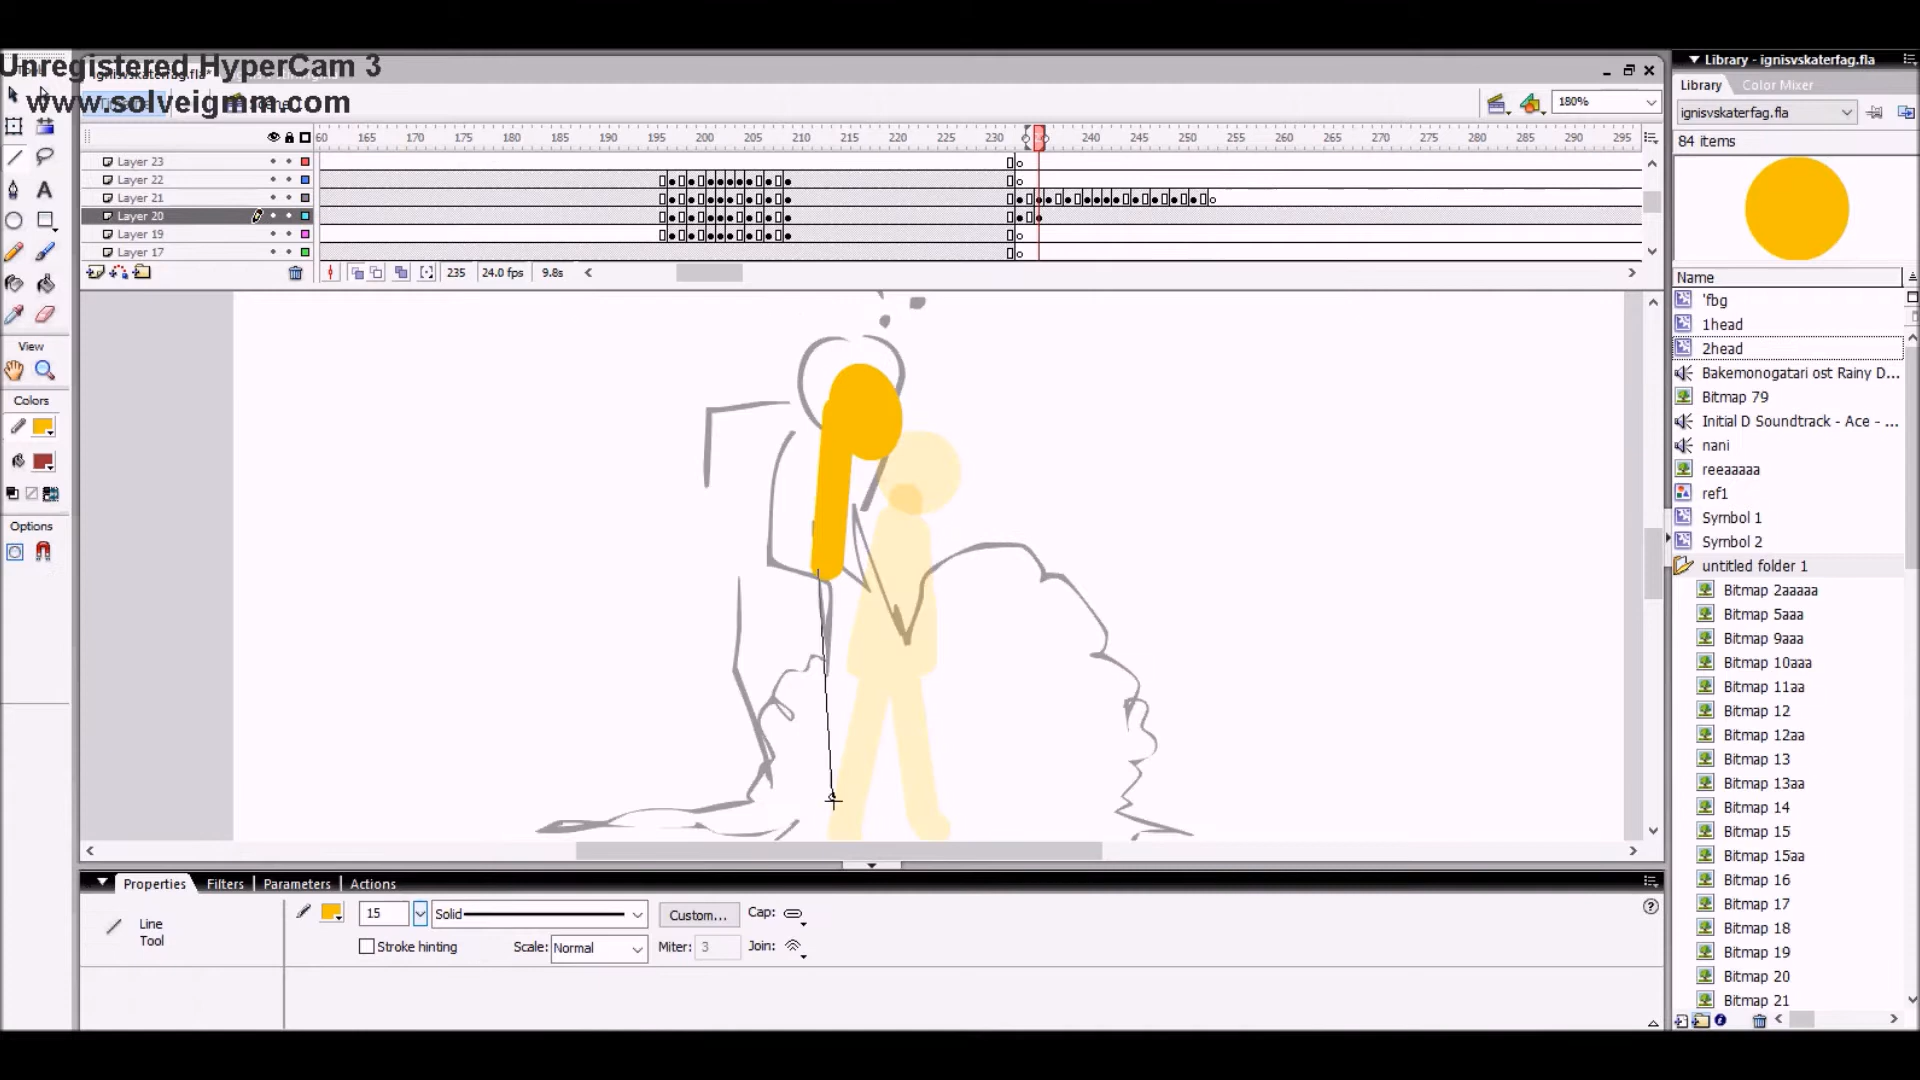 Unregistered HyperCam 3
www.solveigmm.com
Library - ignisvskaterfag.fla
Library
Color Mixer
180%
ignisvskaterfag.fla
84 items
165 170 175 180 185 190 195 200 205 210 215 220 225 230 240 245 250 255 260 265 270 275 280 285 290 295
Layer 23
Layer 22
Layer 21
Layer 20
Layer 19
Layer 17
235
24.0 fps
9.8s
View
Colors
Options
Name
'fbg
1head
2head
Bakemonogatari ost Rainy D...
Bitmap 79
Initial D Soundtrack - Ace - ...
nani
reeaaaaa
ref1
Symbol 1
Symbol 2
untitled folder 1
Bitmap 2aaaaa
Bitmap 5aaa
Bitmap 9aaa
Bitmap 10aaa
Bitmap 11aa
Bitmap 12
Bitmap 12aa
Bitmap 13
Bitmap 13aa
Bitmap 14
Bitmap 15
Bitmap 15aa
Bitmap 16
Bitmap 17
Bitmap 18
Bitmap 19
Bitmap 20
Bitmap 21
Properties
Filters
Parameters
Actions
Line
Tool
15
Solid
Custom...
Cap:
Stroke hinting
Scale:
Normal
Miter:
3
Join: